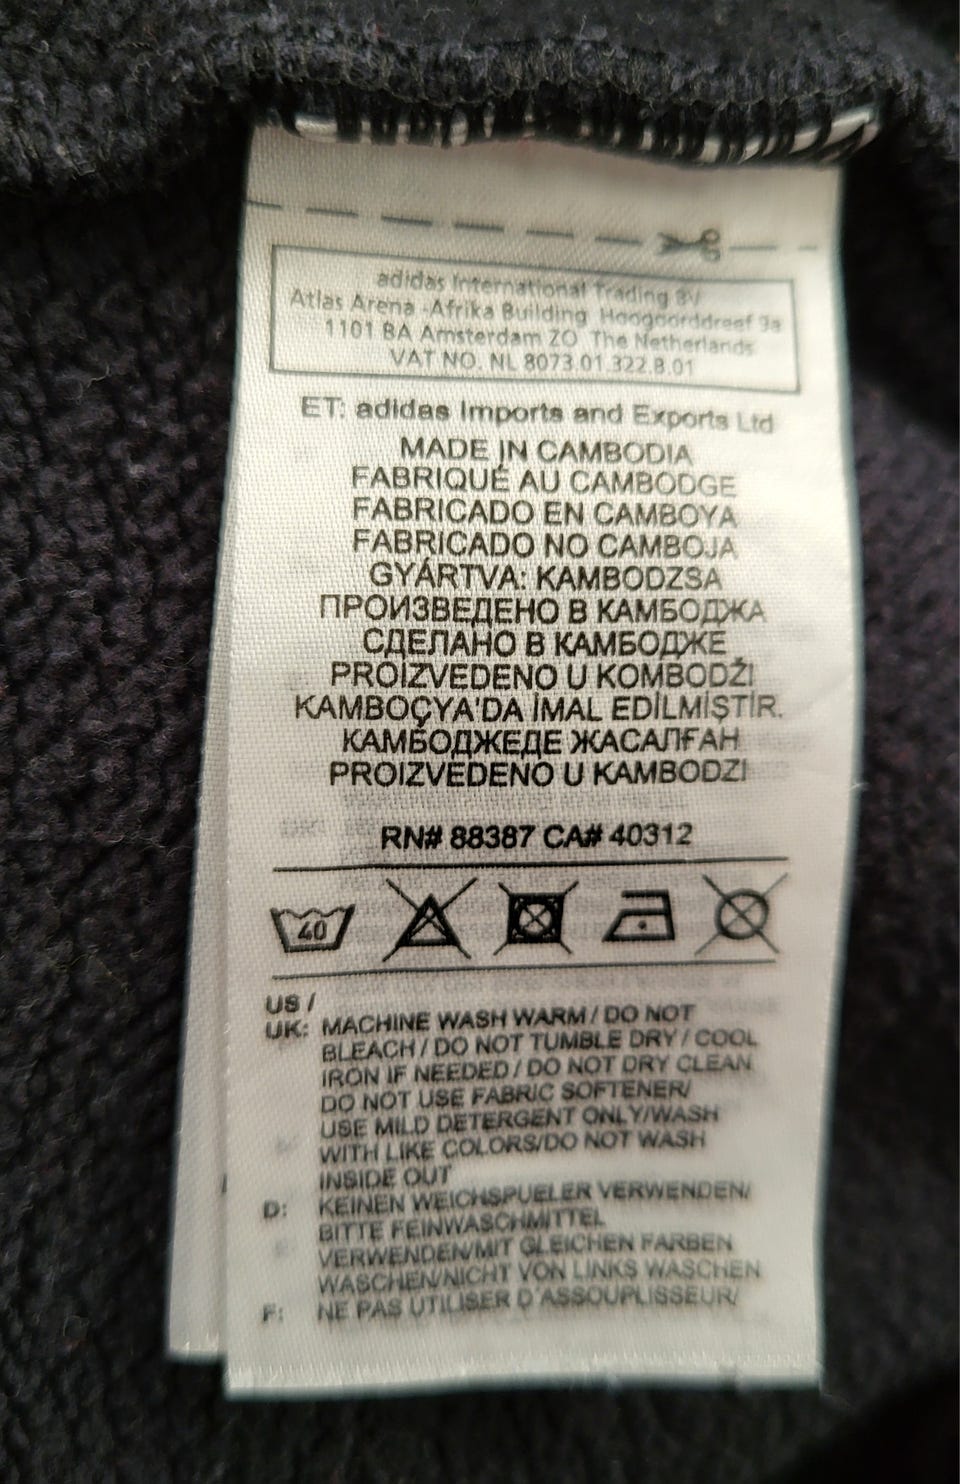 adidas International Trading BV
Atlas Arena -Afrika Building Hoogoorddreef 9a
1101 BA Amsterdam ZO The Netherlands
VAT NO. NL 8073.01.322.B.01
ET: adidas Imports and Exports Ltd
MADE IN CAMBODIA
FABRIQUÉ AU CAMBODGE
FABRICADO EN CAMBOYA
FABRICADO NO CAMBOJA
GYÁRTVA: KAMBODZSA
ПРОИЗВЕДЕНО В КАМБОДЖА
СДЕЛАНО В КАМБОДЖЕ
PROIZVEDENO U KOMBODŽI
KAMBOÇYA'DA İMAL EDİLMİŞTİR.
КАМБОДЖЕДЕ ЖАСАЛҒАН
PROIZVEDENO U KAMBODZI
RN# 88387 CA# 40312
40
US /
UK: MACHINE WASH WARM / DO NOT
BLEACH / DO NOT TUMBLE DRY / COOL
IRON IF NEEDED / DO NOT DRY CLEAN
DO NOT USE FABRIC SOFTENER/
USE MILD DETERGENT ONLY/WASH
WITH LIKE COLORS/DO NOT WASH
INSIDE OUT
D: KEINEN WEICHSPUELER VERWENDEN/
BITTE FEINWASCHMITTEL
VERWENDEN/MIT GLEICHEN FARBEN
WASCHEN/NICHT VON LINKS WASCHEN
F: NE PAS UTILISER D'ASSOUPLISSEUR/